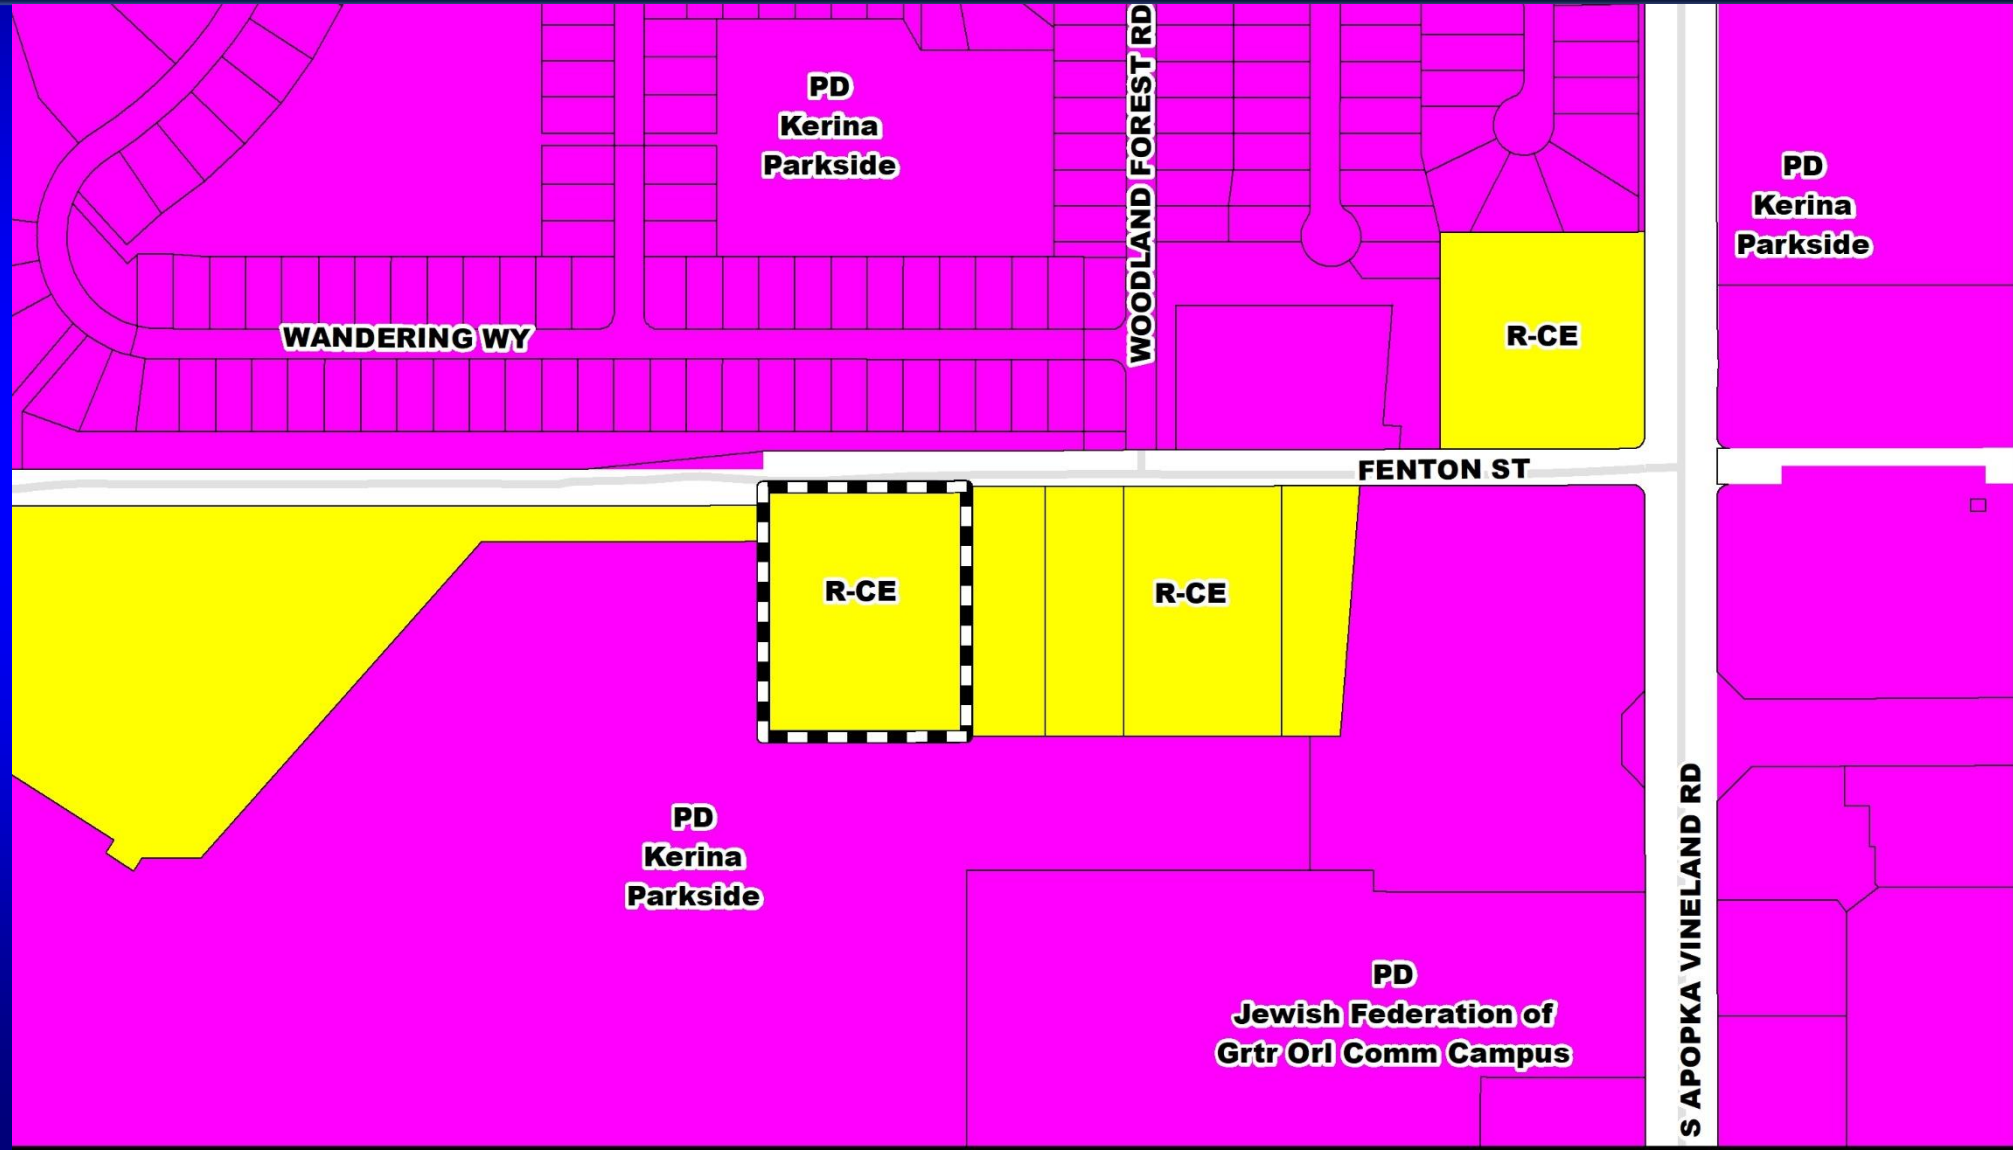 PD
Kerina
Parkside
WOODLAND FOREST RD
PD
Kerina
Parkside
WANDERING WY
R-CE
FENTON ST
R-CE
R-CE
PD
Kerina
Parkside
S APOPKA VINELAND RD
PD
Jewish Federation of
Grtr Orl Comm Campus